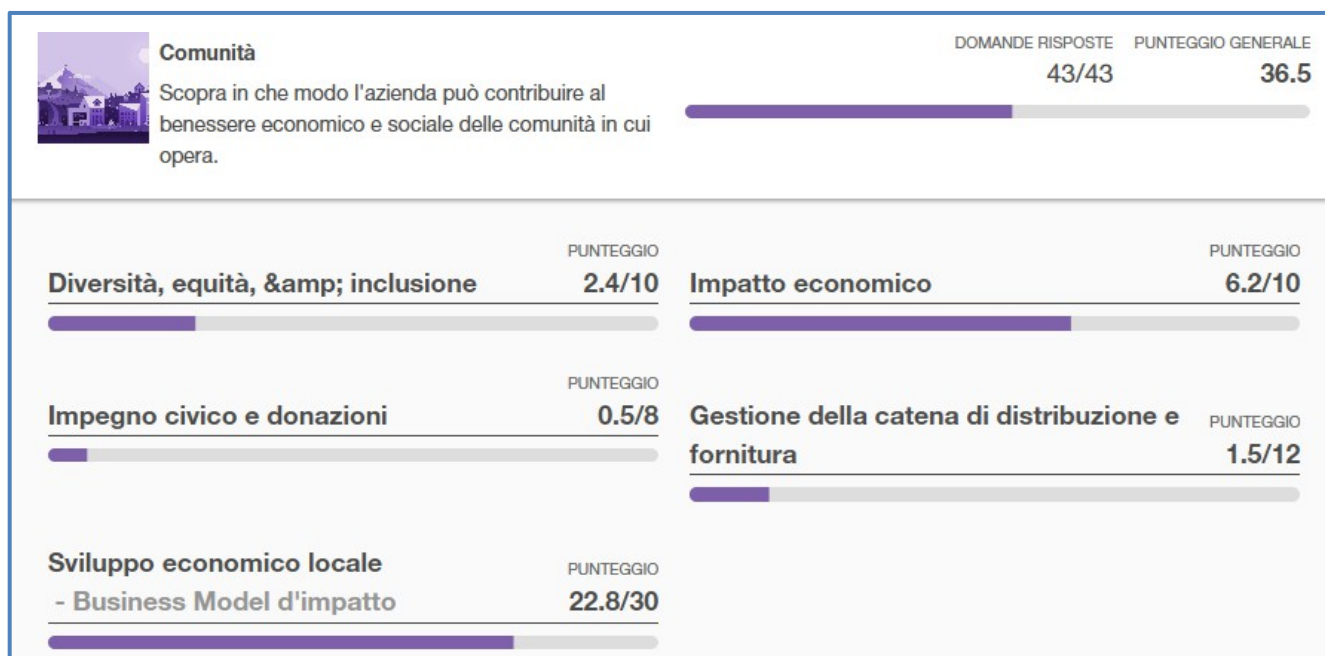 Comunità
Scopra in che modo l'azienda può contribuire al
benessere economico e sociale delle comunità in cui
opera.
DOMANDE RISPOSTE PUNTEGGIO GENERALE
43/43 36.5
PUNTEGGIO
Diversità, equità, &amp; inclusione 2.4/10
PUNTEGGIO
Impatto economico 6.2/10
PUNTEGGIO
Impegno civico e donazioni 0.5/8
Gestione della catena di distribuzione e PUNTEGGIO
fornitura 1.5/12
Sviluppo economico locale PUNTEGGIO
- Business Model d'impatto 22.8/30